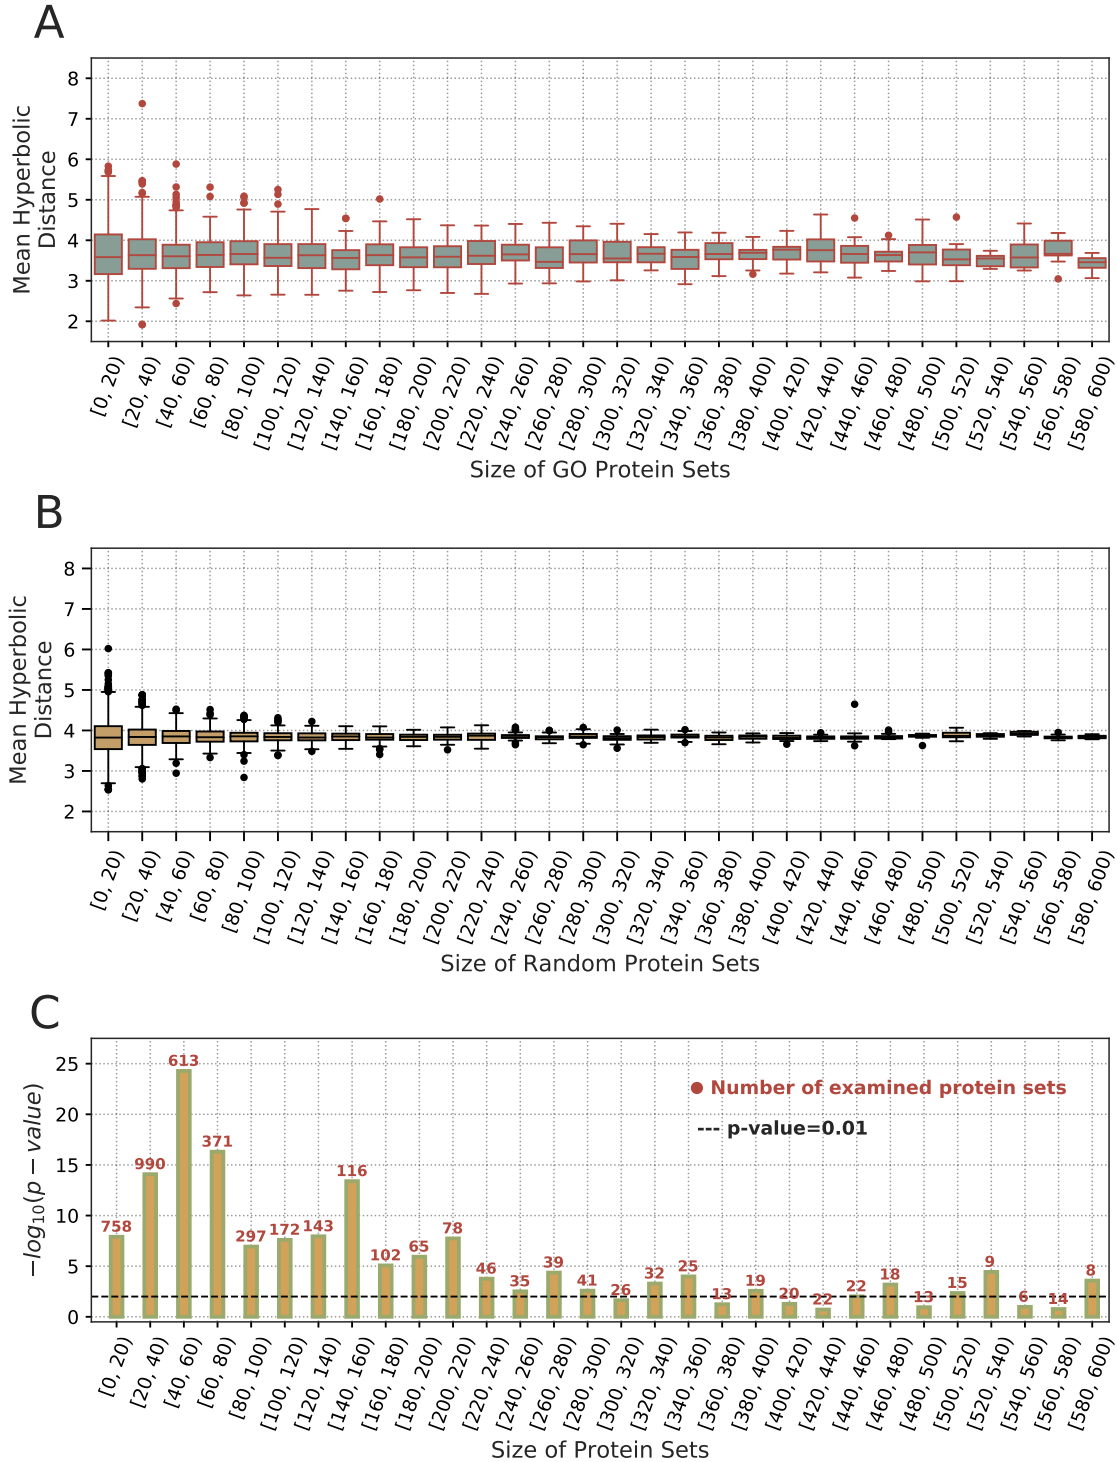 A
Mean Hyperbolic
Distance
8
7
6
5
4
3
2
[0, 20) [20, 40) [40, 60) [60, 80) [80, 100) [100, 120) [120, 140) [140, 160) [160, 180) [180, 200) [200, 220) [220, 240) [240, 260) [260, 280) [280, 300) [300, 320) [320, 340) [340, 360) [360, 380) [380, 400) [400, 420) [420, 440) [440, 460) [460, 480) [480, 500) [500, 520) [520, 540) [540, 560) [560, 580) [580, 600)
Size of GO Protein Sets
B
Mean Hyperbolic
Distance
8
7
6
5
4
3
2
[0, 20) [20, 40) [40, 60) [60, 80) [80, 100) [100, 120) [120, 140) [140, 160) [160, 180) [180, 200) [200, 220) [220, 240) [240, 260) [260, 280) [280, 300) [300, 320) [320, 340) [340, 360) [360, 380) [380, 400) [400, 420) [420, 440) [440, 460) [460, 480) [480, 500) [500, 520) [520, 540) [540, 560) [560, 580) [580, 600)
Size of Random Protein Sets
C
−log10(p − value)
25
20
15
10
5
0
Number of examined protein sets
--- p-value=0.01
758 990 613 371 297 172 143 116 102 65 78 46 35 39 41 26 32 25 13 19 20 22 22 18 13 15 9 6 14 8
[0, 20) [20, 40) [40, 60) [60, 80) [80, 100) [100, 120) [120, 140) [140, 160) [160, 180) [180, 200) [200, 220) [220, 240) [240, 260) [260, 280) [280, 300) [300, 320) [320, 340) [340, 360) [360, 380) [380, 400) [400, 420) [420, 440) [440, 460) [460, 480) [480, 500) [500, 520) [520, 540) [540, 560) [560, 580) [580, 600)
Size of Protein Sets